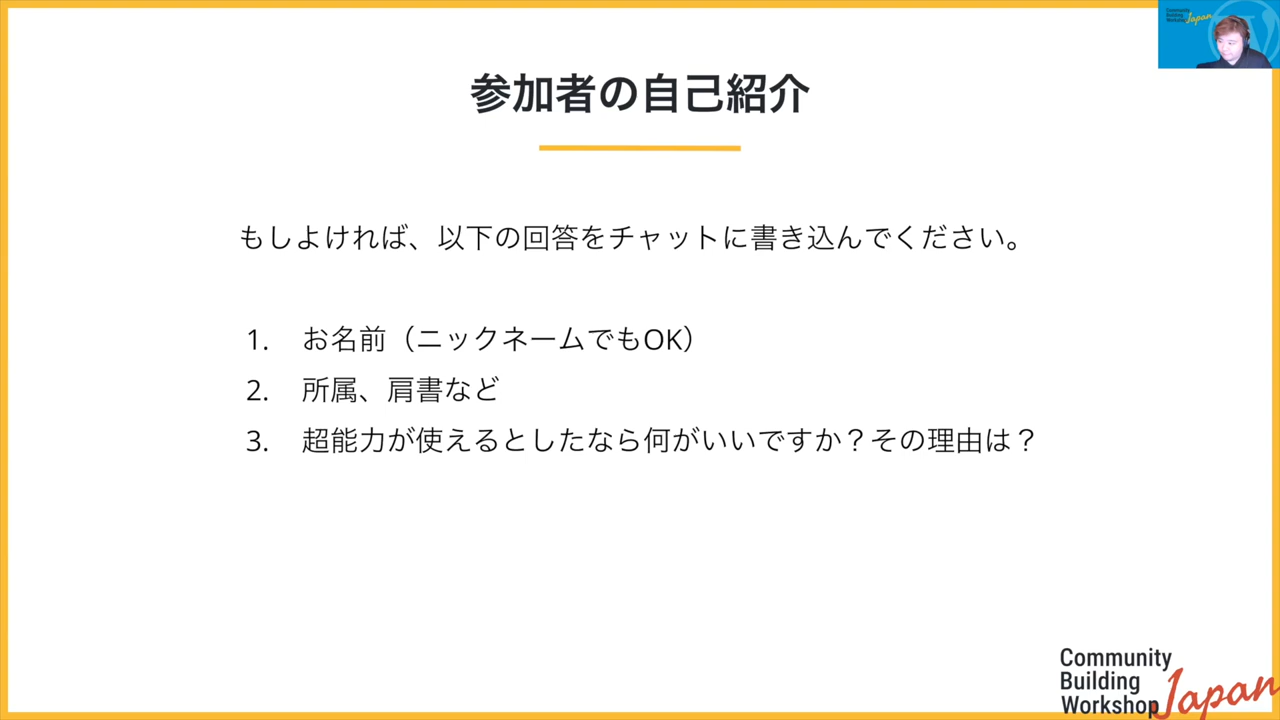 Community
Building
Workshop Japan
参加者の自己紹介
もしよければ、以下の回答をチャットに書き込んでください。
1. お名前（ニックネームでもOK）
2. 所属、肩書など
3. 超能力が使えるとしたなら何がいいですか？その理由は？
Community
Building
Workshop Japan